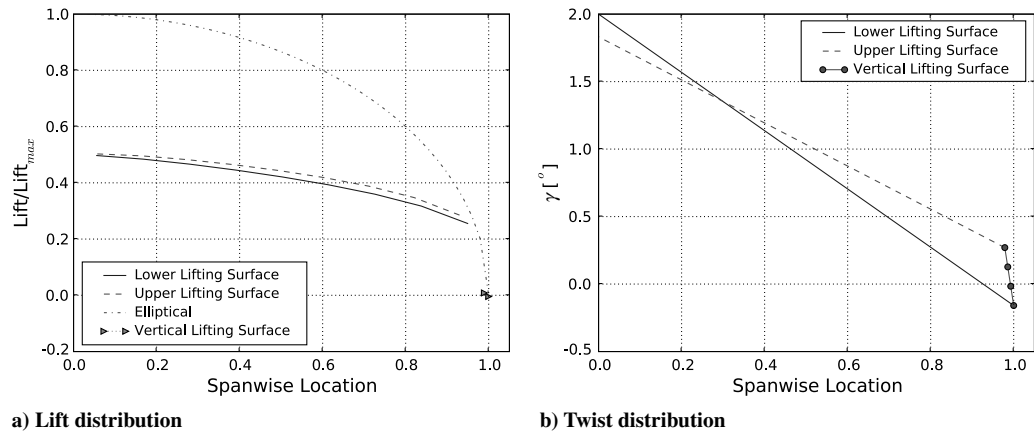 1.0
0.8
0.6
0.4
0.2
0.0
-0.2
0.0 0.2 0.4 0.6 0.8 1.0
Lift/Lift_max
Spanwise Location
Lower Lifting Surface
Upper Lifting Surface
Elliptical
Vertical Lifting Surface
a) Lift distribution
2.0
1.5
1.0
0.5
0.0
-0.5
0.0 0.2 0.4 0.6 0.8 1.0
γ [°]
Spanwise Location
Lower Lifting Surface
Upper Lifting Surface
Vertical Lifting Surface
b) Twist distribution